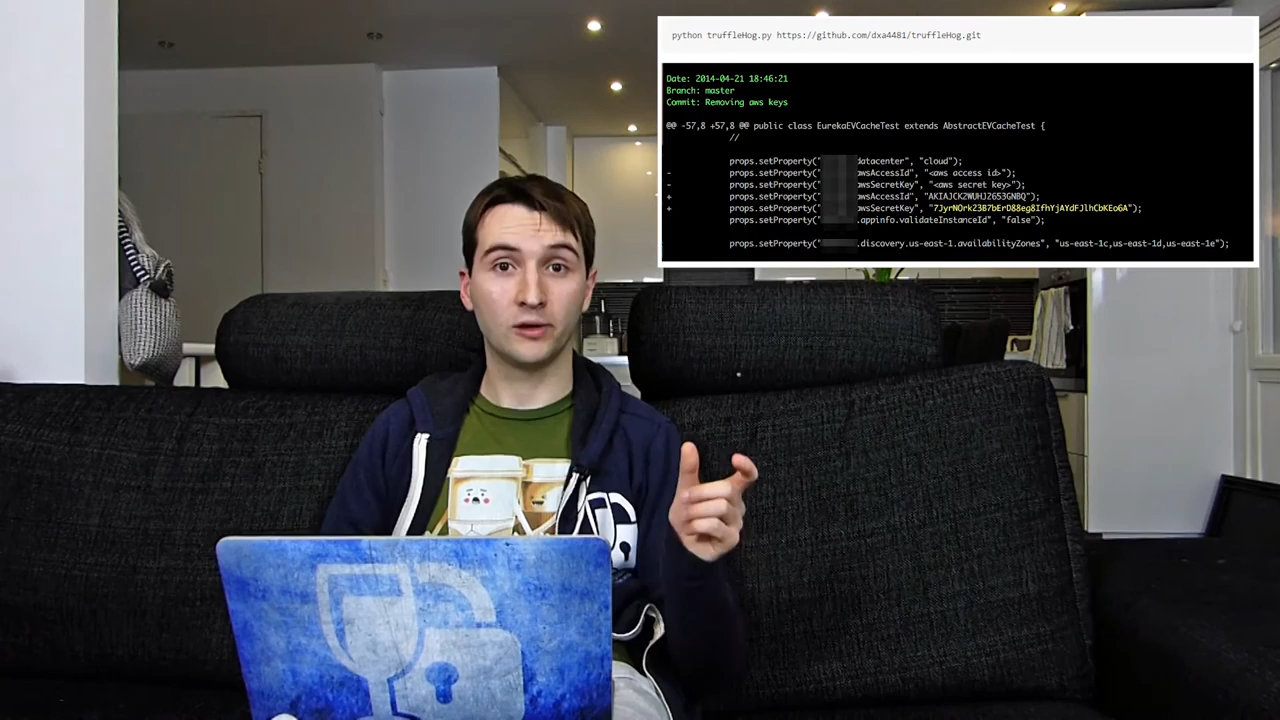 python truffleHog.py https://github.com/dxa4481/truffleHog.git
Date: 2014-04-21 18:46:21
Branch: master
Commit: Removing aws keys
@@ -57,8 +57,8 @@ public class EurekaEVCacheTest extends AbstractEVCacheTest {
//
props.setProperty("datacenter", "cloud");
- props.setProperty("awsAccessId", "<aws access id>");
- props.setProperty("awsSecretKey", "<aws secret key>");
+ props.setProperty("awsAccessId", "AKIAJCK2WUHJ2653GNBQ");
+ props.setProperty("awsSecretKey", "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");
props.setProperty(".appinfo.validateInstanceId", "false");
props.setProperty(".discovery.us-east-1.availabilityZones", "us-east-1c,us-east-1d,us-east-1e");